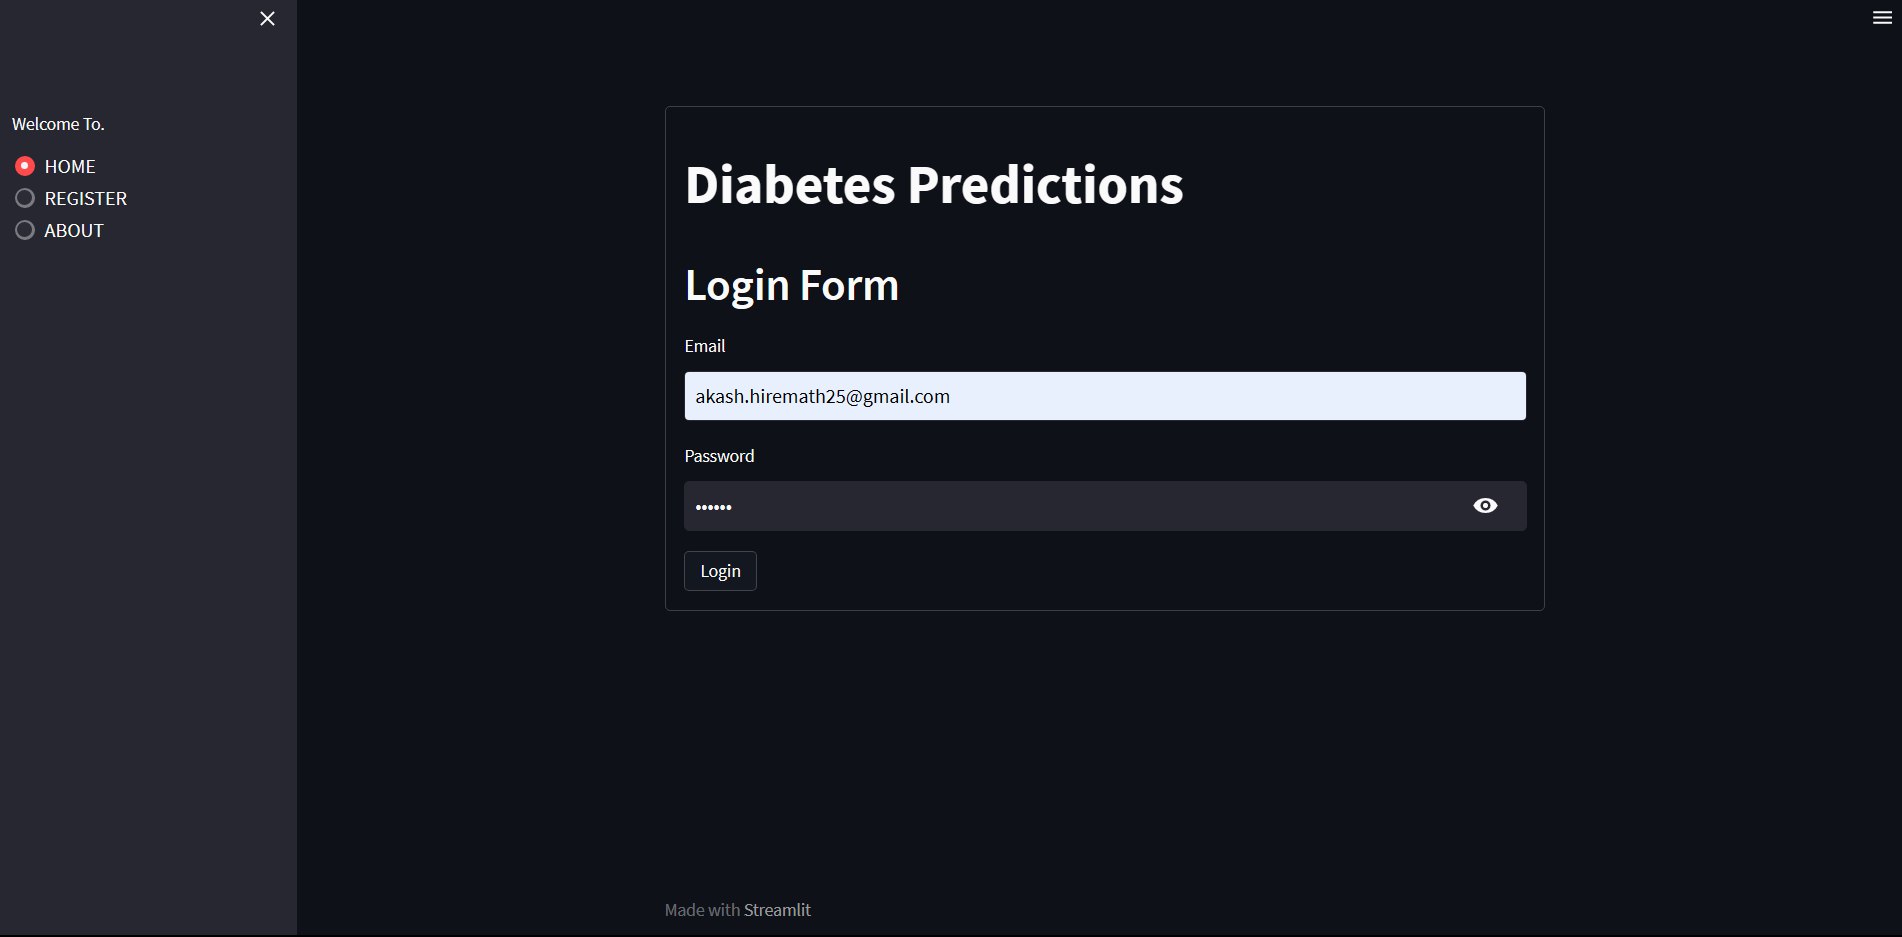 Welcome To.
HOME
REGISTER
ABOUT
Diabetes Predictions
Login Form
Email
akash.hiremath25@gmail.com
Password
••••••
Login
Made with Streamlit